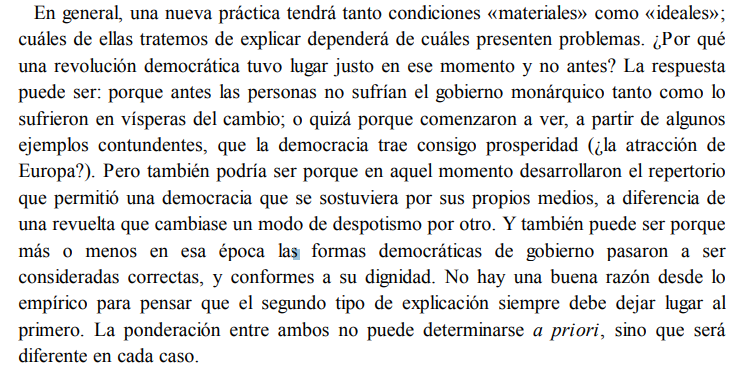 En general, una nueva práctica tendrá tanto condiciones «materiales» como «ideales»;
cuáles de ellas tratemos de explicar dependerá de cuáles presenten problemas. ¿Por qué
una revolución democrática tuvo lugar justo en ese momento y no antes? La respuesta
puede ser: porque antes las personas no sufrían el gobierno monárquico tanto como lo
sufrieron en vísperas del cambio; o quizá porque comenzaron a ver, a partir de algunos
ejemplos contundentes, que la democracia trae consigo prosperidad (¿la atracción de
Europa?). Pero también podría ser porque en aquel momento desarrollaron el repertorio
que permitió una democracia que se sostuviera por sus propios medios, a diferencia de
una revuelta que cambiase un modo de despotismo por otro. Y también puede ser porque
más o menos en esa época las formas democráticas de gobierno pasaron a ser
consideradas correctas, y conformes a su dignidad. No hay una buena razón desde lo
empírico para pensar que el segundo tipo de explicación siempre debe dejar lugar al
primero. La ponderación entre ambos no puede determinarse a priori, sino que será
diferente en cada caso.